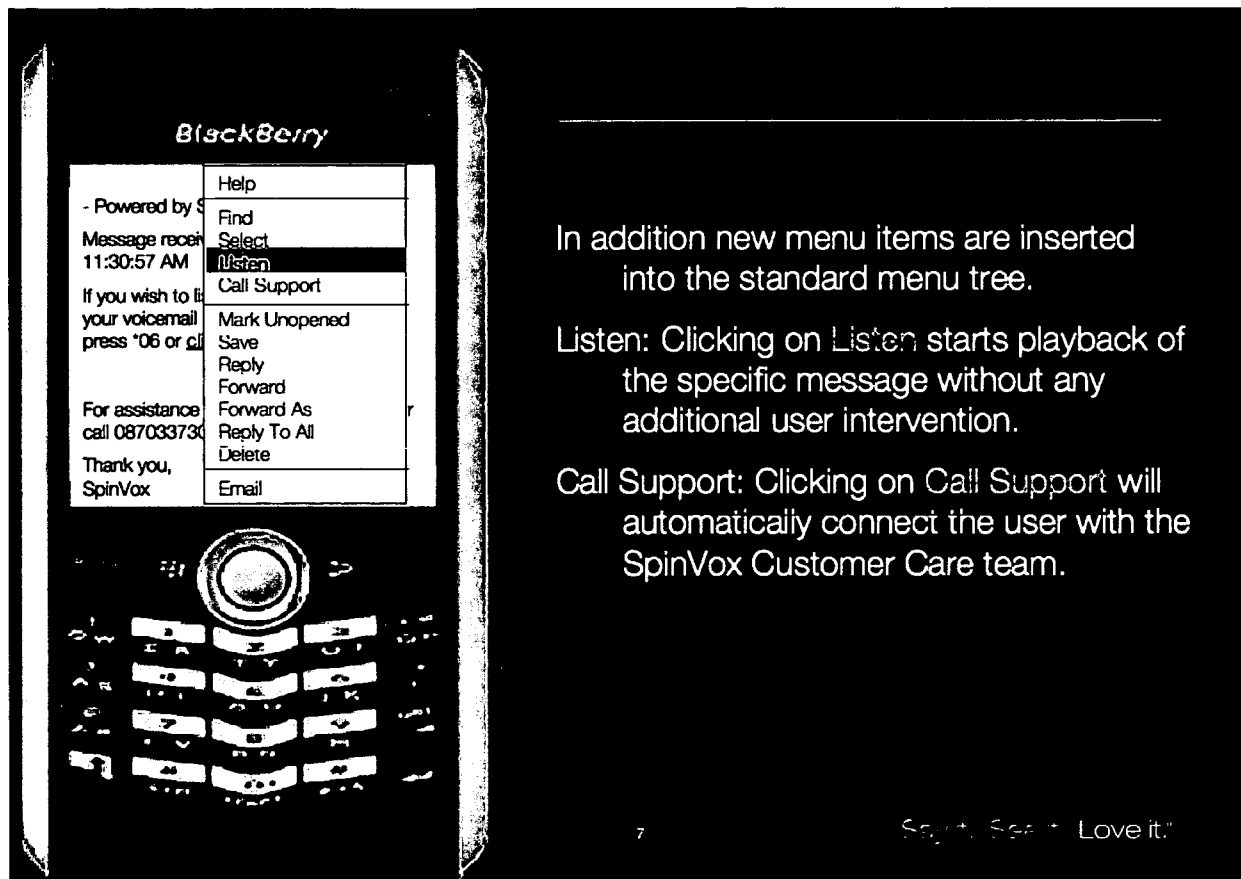 BlackBerry
- Powered by S
Message receiv
11:30:57 AM
If you wish to li
your voicemail
press *06 or cli
For assistance r
call 087033730
Thank you,
SpinVox
Help
Find
Select
Listen
Call Support
Mark Unopened
Save
Reply
Forward
Forward As
Reply To All
Delete
Email
In addition new menu items are inserted
into the standard menu tree.
Listen: Clicking on Listen starts playback of
the specific message without any
additional user intervention.
Call Support: Clicking on Call Support will
automatically connect the user with the
SpinVox Customer Care team.
7
Love it.